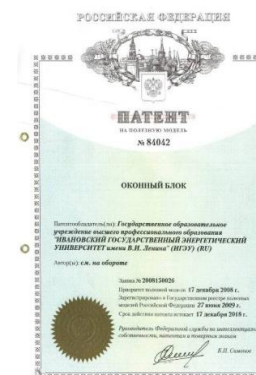 РОССИЙСКАЯ ФЕДЕРАЦИЯ
ПАТЕНТ
НА ПОЛЕЗНУЮ МОДЕЛЬ
№ 84042
ОКОННЫЙ БЛОК
Патентообладатель(ли): Государственное образовательное
учреждение высшего профессионального образования
"ИВАНОВСКИЙ ГОСУДАРСТВЕННЫЙ ЭНЕРГЕТИЧЕСКИЙ
УНИВЕРСИТЕТ имени В.И. Ленина" (ИГЭУ) (RU)
Автор(ы): см. на обороте
Заявка № 2008150026
Приоритет полезной модели 17 декабря 2008 г.
Зарегистрировано в Государственном реестре полезных
моделей Российской Федерации 27 июня 2009 г.
Срок действия патента истекает 17 декабря 2018 г.
Руководитель Федеральной службы по интеллектуальной
собственности, патентам и товарным знакам
Б.П. Симонов